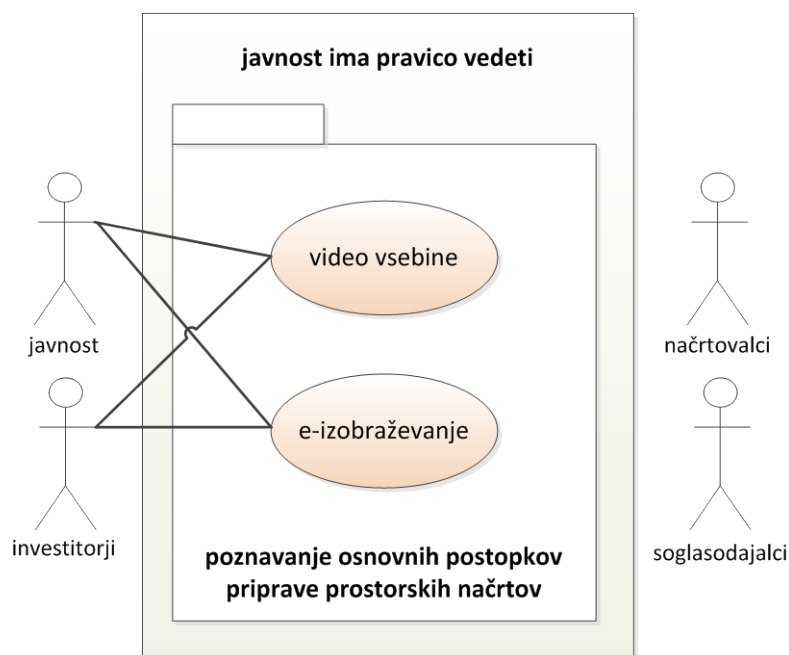 javnost ima pravico vedeti
video vsebine
javnost
načrtovalci
e-izobraževanje
investitorji
soglasodajalci
poznavanje osnovnih postopkov
priprave prostorskih načrtov